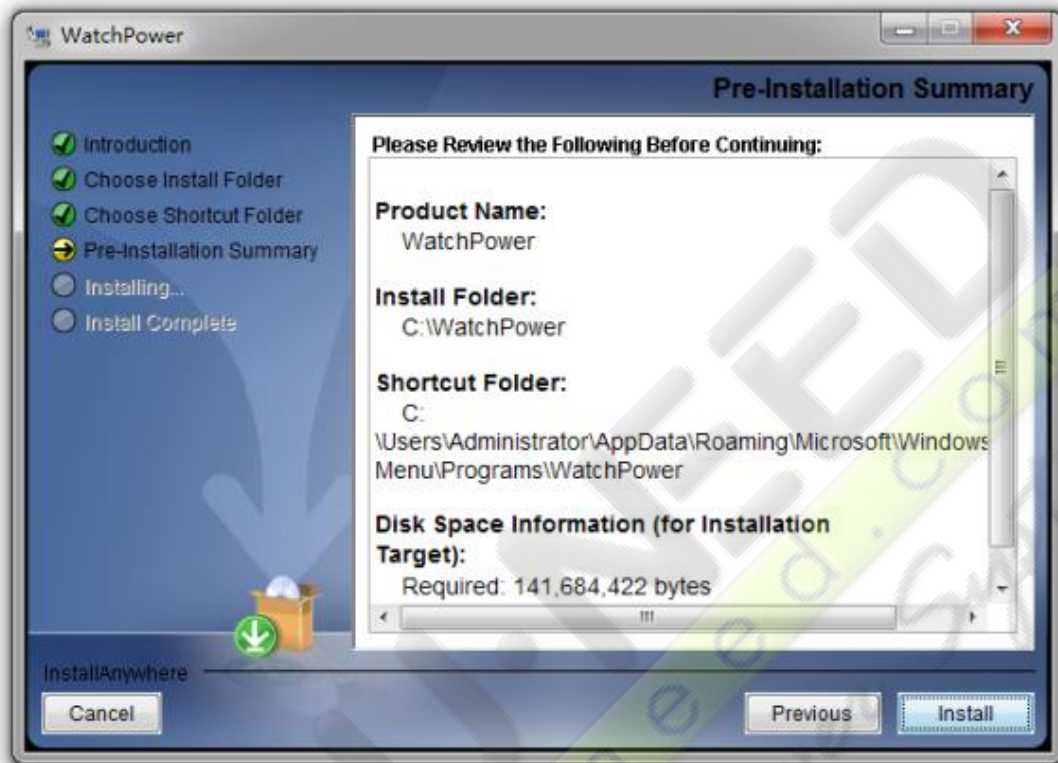 WatchPower
Pre-Installation Summary
Introduction
Choose Install Folder
Choose Shortcut Folder
Pre-Installation Summary
Installing...
Install Complete
Please Review the Following Before Continuing:
Product Name:
WatchPower
Install Folder:
C:\WatchPower
Shortcut Folder:
C:
\Users\Administrator\AppData\Roaming\Microsoft\Windows
Menu\Programs\WatchPower
Disk Space Information (for Installation
Target):
Required: 141,684,422 bytes
InstallAnywhere
Cancel
Previous
Install